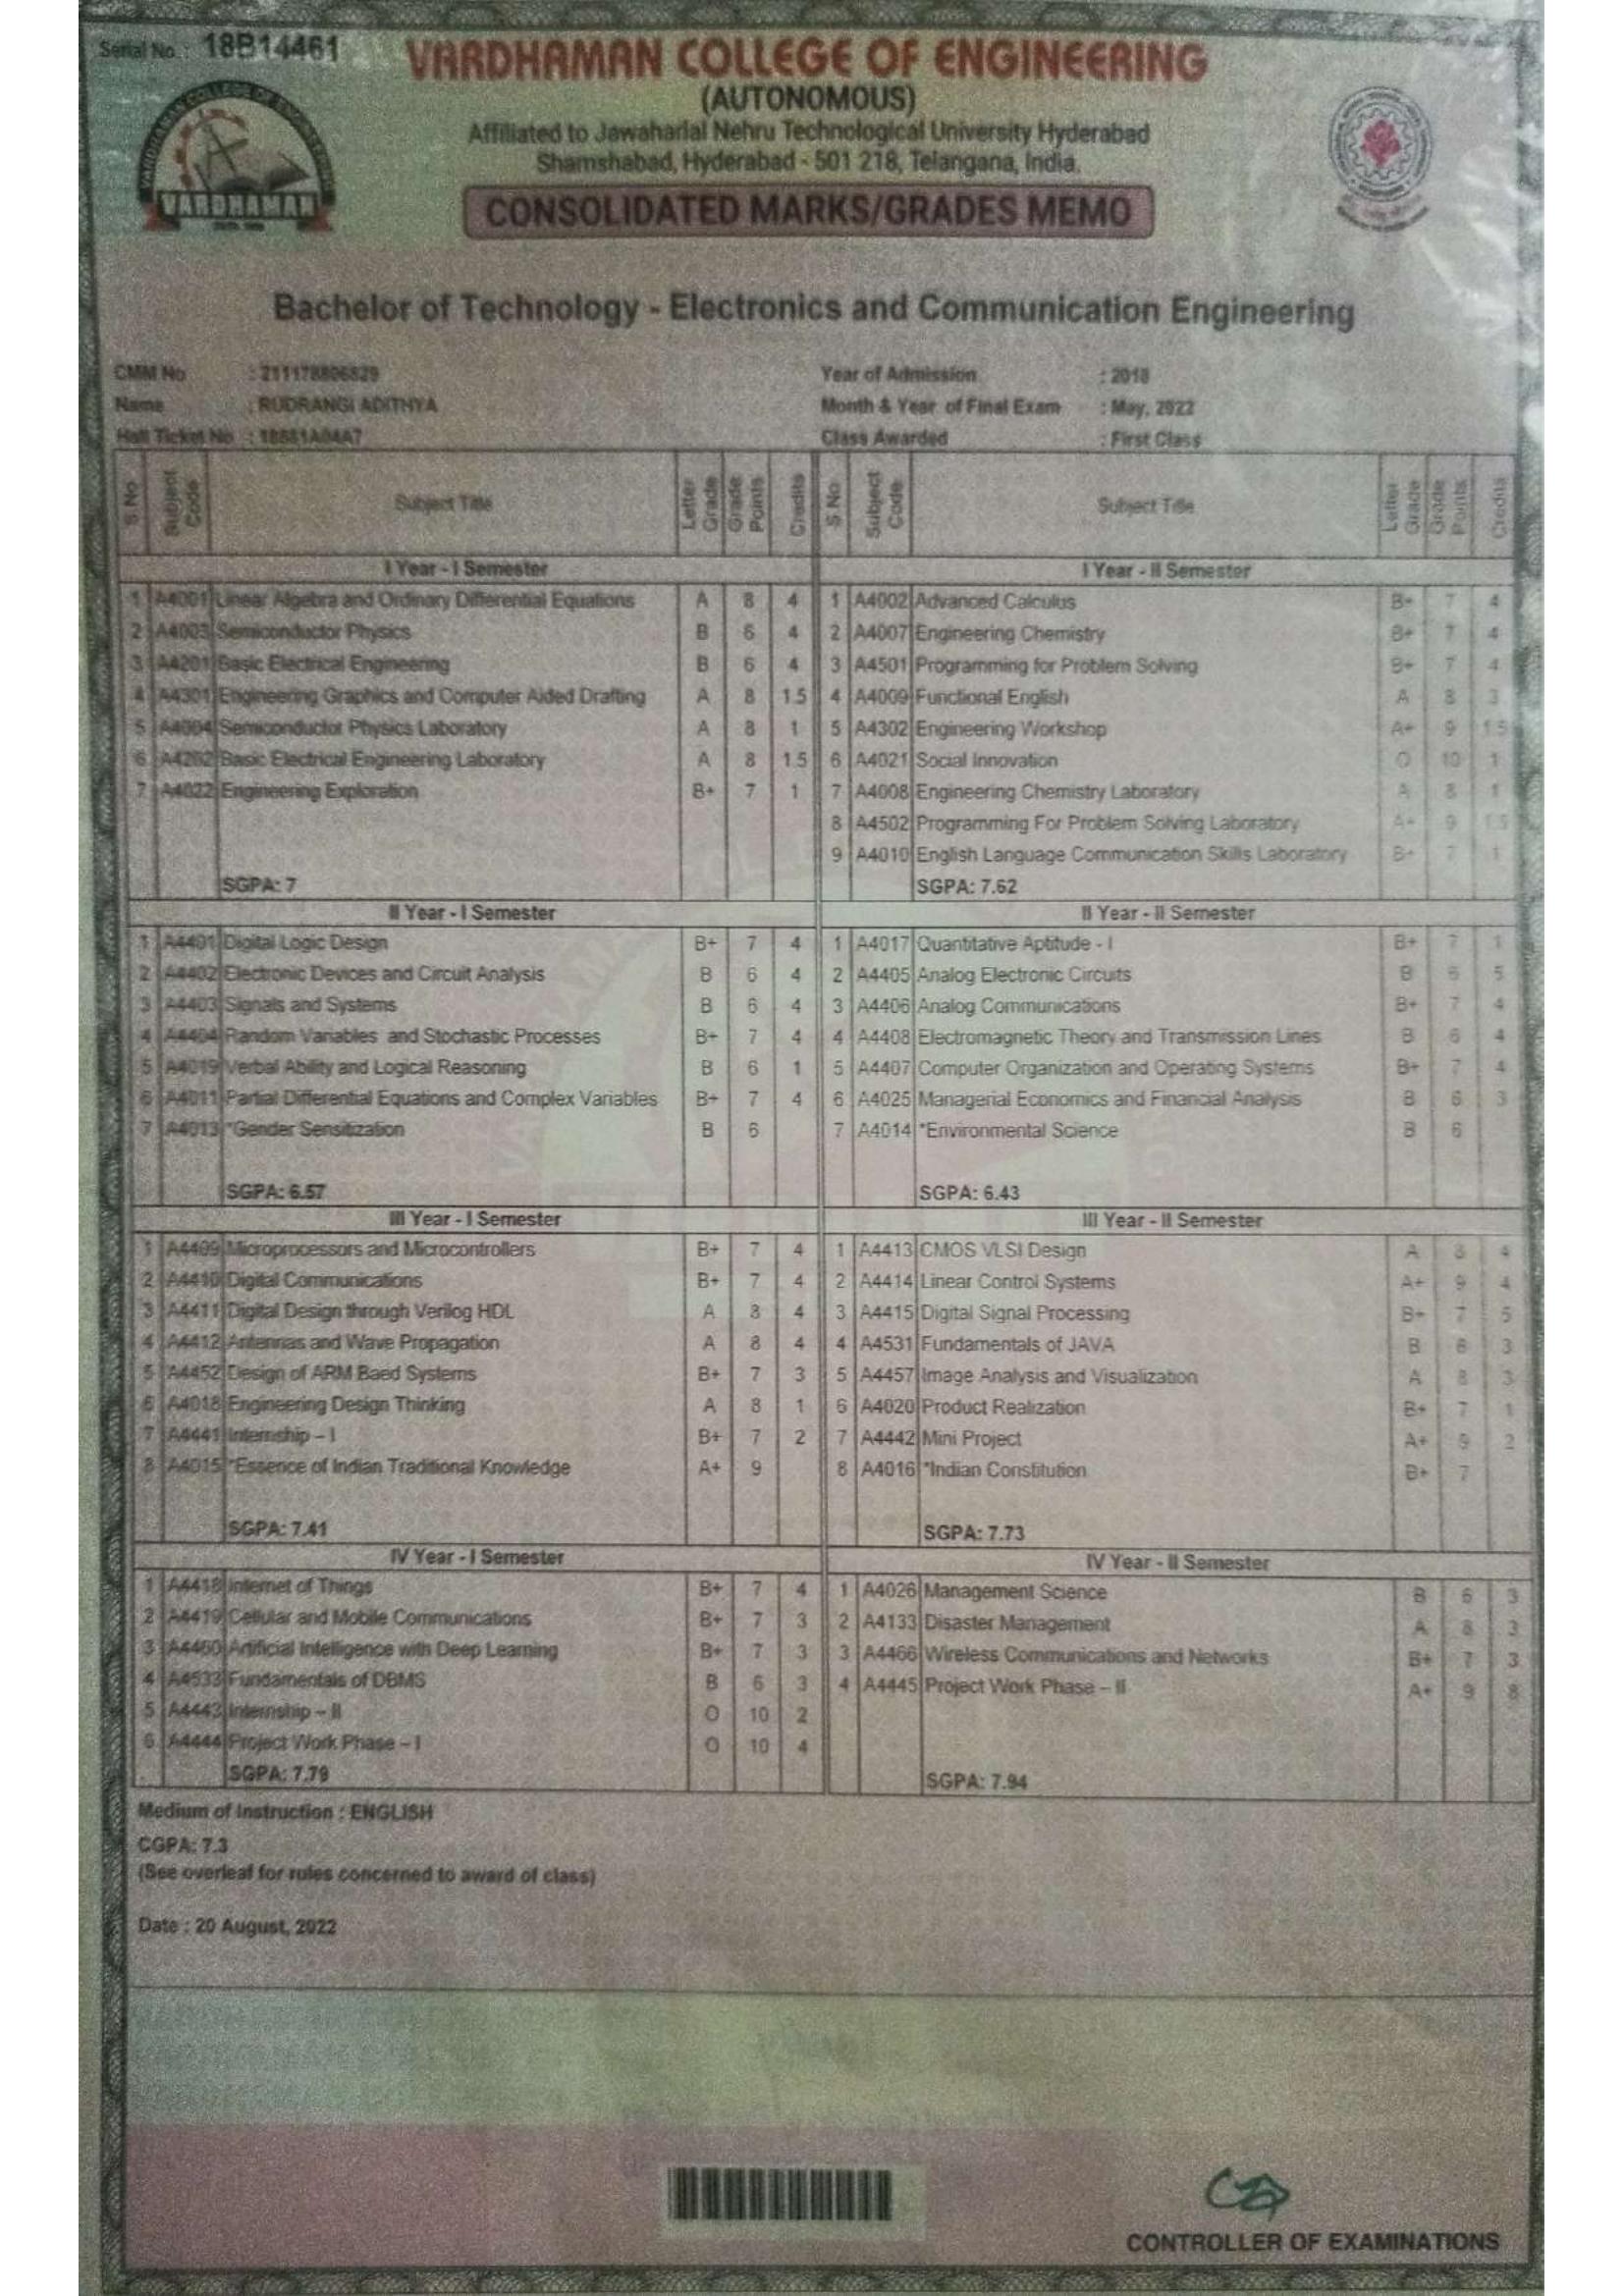 Serial No.: 18B14461
VARDHAMAN COLLEGE OF ENGINEERING
(AUTONOMOUS)
Affiliated to Jawaharlal Nehru Technological University Hyderabad
Shamshabad, Hyderabad - 501 218, Telangana, India.
VARDHAMAN
CONSOLIDATED MARKS/GRADES MEMO
Bachelor of Technology - Electronics and Communication Engineering
CMM No : 211178806529 Year of Admission : 2018
Name : RUDRANGI ADITHYA Month & Year of Final Exam : May, 2022
Hall Ticket No : 18881A04A7 Class Awarded : First Class
S.No Subject Code Subject Title Letter Grade Grade Points Credits S.No Subject Code Subject Title Letter Grade Grade Points Credits
I Year - I Semester I Year - II Semester
1 A4001 Linear Algebra and Ordinary Differential Equations A 8 4 1 A4002 Advanced Calculus B+ 7 4
2 A4003 Semiconductor Physics B 6 4 2 A4007 Engineering Chemistry B+ 7 4
3 A4201 Basic Electrical Engineering B 6 4 3 A4501 Programming for Problem Solving B+ 7 4
4 A4301 Engineering Graphics and Computer Aided Drafting A 8 1.5 4 A4009 Functional English A 8 3
5 A4004 Semiconductor Physics Laboratory A 8 1 5 A4302 Engineering Workshop A+ 9 1.5
6 A4202 Basic Electrical Engineering Laboratory A 8 1.5 6 A4021 Social Innovation O 10 1
7 A4022 Engineering Exploration B+ 7 1 7 A4008 Engineering Chemistry Laboratory A 8 1
8 A4502 Programming For Problem Solving Laboratory A+ 9 1.5
9 A4010 English Language Communication Skills Laboratory B+ 7 1
SGPA: 7 SGPA: 7.62
II Year - I Semester II Year - II Semester
1 A4401 Digital Logic Design B+ 7 4 1 A4017 Quantitative Aptitude - I B+ 7 1
2 A4402 Electronic Devices and Circuit Analysis B 6 4 2 A4405 Analog Electronic Circuits B 6 5
3 A4403 Signals and Systems B 6 4 3 A4406 Analog Communications B+ 7 4
4 A4404 Random Variables and Stochastic Processes B+ 7 4 4 A4408 Electromagnetic Theory and Transmission Lines B 6 4
5 A4019 Verbal Ability and Logical Reasoning B 6 1 5 A4407 Computer Organization and Operating Systems B+ 7 4
6 A4011 Partial Differential Equations and Complex Variables B+ 7 4 6 A4025 Managerial Economics and Financial Analysis B 6 3
7 A4013 *Gender Sensitization B 6 7 A4014 *Environmental Science B 6
SGPA: 6.57 SGPA: 6.43
III Year - I Semester III Year - II Semester
1 A4409 Microprocessors and Microcontrollers B+ 7 4 1 A4413 CMOS VLSI Design A 8 4
2 A4410 Digital Communications B+ 7 4 2 A4414 Linear Control Systems A+ 9 4
3 A4411 Digital Design through Verilog HDL A 8 4 3 A4415 Digital Signal Processing B+ 7 5
4 A4412 Antennas and Wave Propagation A 8 4 4 A4531 Fundamentals of JAVA B 6 3
5 A4452 Design of ARM Baed Systems B+ 7 3 5 A4457 Image Analysis and Visualization A 8 3
6 A4018 Engineering Design Thinking A 8 1 6 A4020 Product Realization B+ 7 1
7 A4441 Internship – I B+ 7 2 7 A4442 Mini Project A+ 9 2
8 A4015 *Essence of Indian Traditional Knowledge A+ 9 8 A4016 *Indian Constitution B+ 7
SGPA: 7.41 SGPA: 7.73
IV Year - I Semester IV Year - II Semester
1 A4418 Internet of Things B+ 7 4 1 A4026 Management Science B 6 3
2 A4419 Cellular and Mobile Communications B+ 7 3 2 A4133 Disaster Management A 8 3
3 A4460 Artificial Intelligence with Deep Learning B+ 7 3 3 A4466 Wireless Communications and Networks B+ 7 3
4 A4533 Fundamentals of DBMS B 6 3 4 A4445 Project Work Phase – II A+ 9 8
5 A4443 Internship – II O 10 2
6 A4444 Project Work Phase – I O 10 4
SGPA: 7.79 SGPA: 7.94
Medium of Instruction : ENGLISH
CGPA: 7.3
(See overleaf for rules concerned to award of class)
Date : 20 August, 2022
CONTROLLER OF EXAMINATIONS